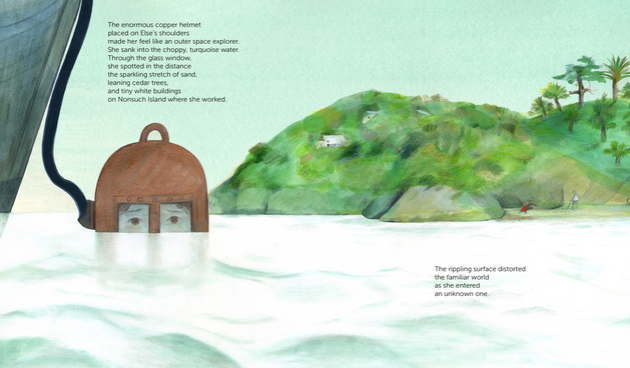 The enormous copper helmet
placed on Else's shoulders
made her feel like an outer space explorer.
She sank into the choppy, turquoise water.
Through the glass window,
she spotted in the distance
the sparkling stretch of sand,
leaning cedar trees,
and tiny white buildings
on Nonsuch Island where she worked.
The rippling surface distorted
the familiar world
as she entered
an unknown one.